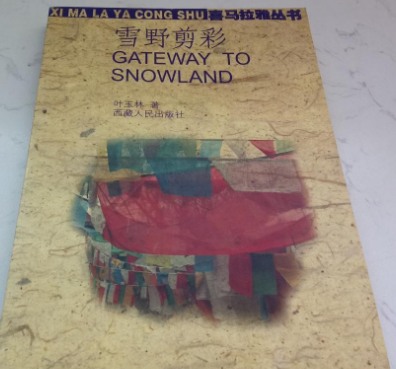 XI MA LA YA CONG SHU 喜马拉雅丛书
雪野剪彩
GATEWAY TO
SNOWLAND
叶玉林 著
西藏人民出版社